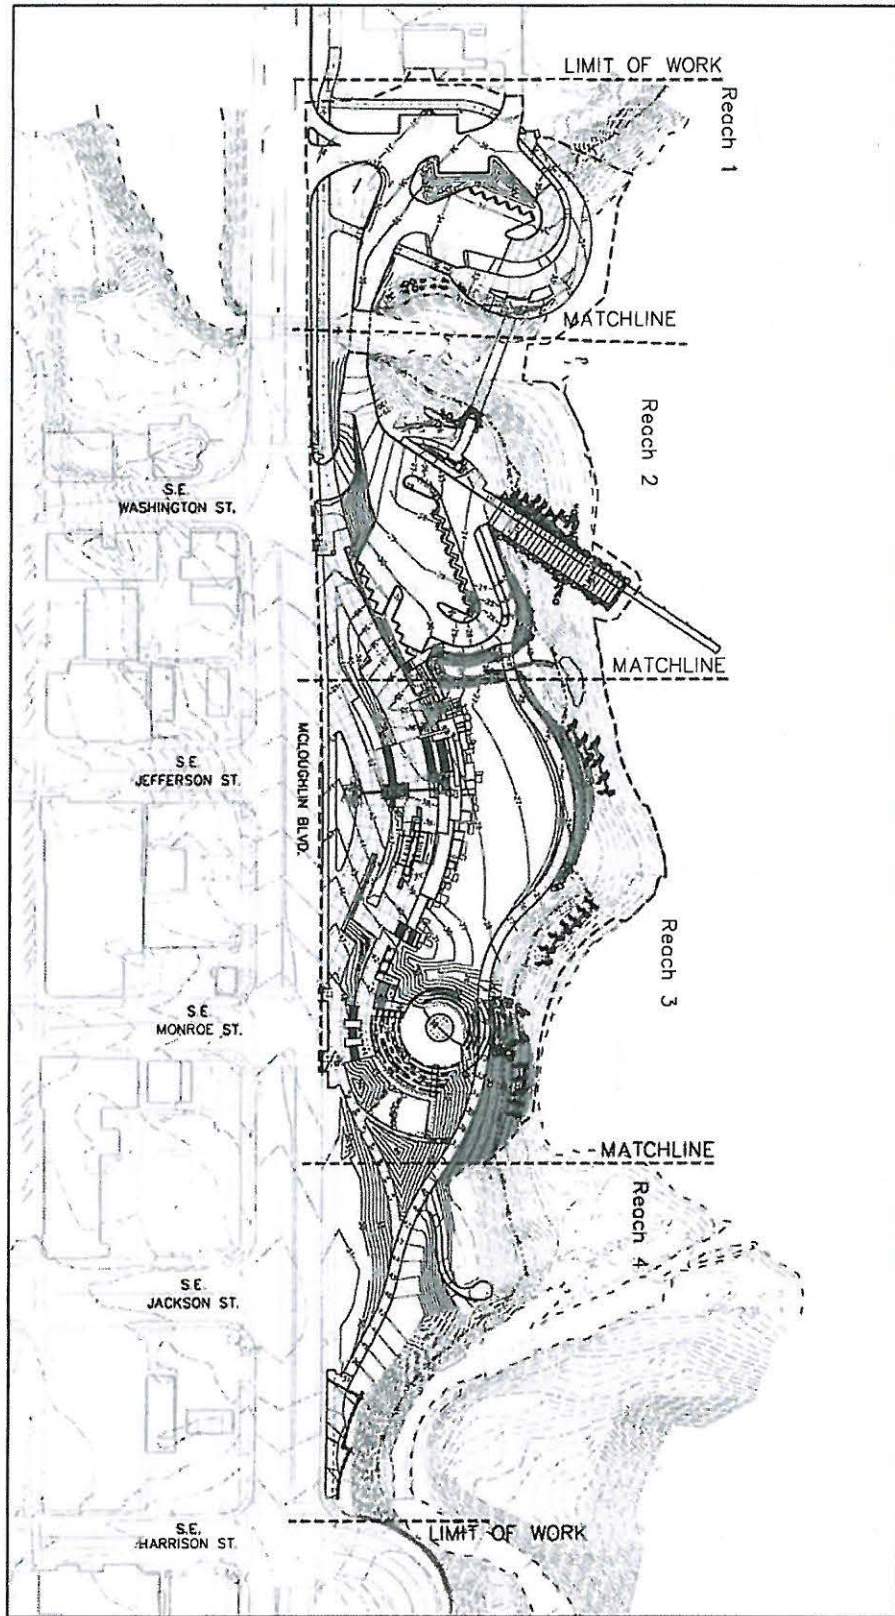 LIMIT OF WORK
Reach 1
MATCHLINE
Reach 2
S.E.
WASHINGTON ST.
MATCHLINE
S.E.
JEFFERSON ST.
MCLOUGHLIN BLVD.
Reach 3
S.E.
MONROE ST.
MATCHLINE
Reach 4
S.E.
JACKSON ST.
S.E.
HARRISON ST.
LIMIT OF WORK